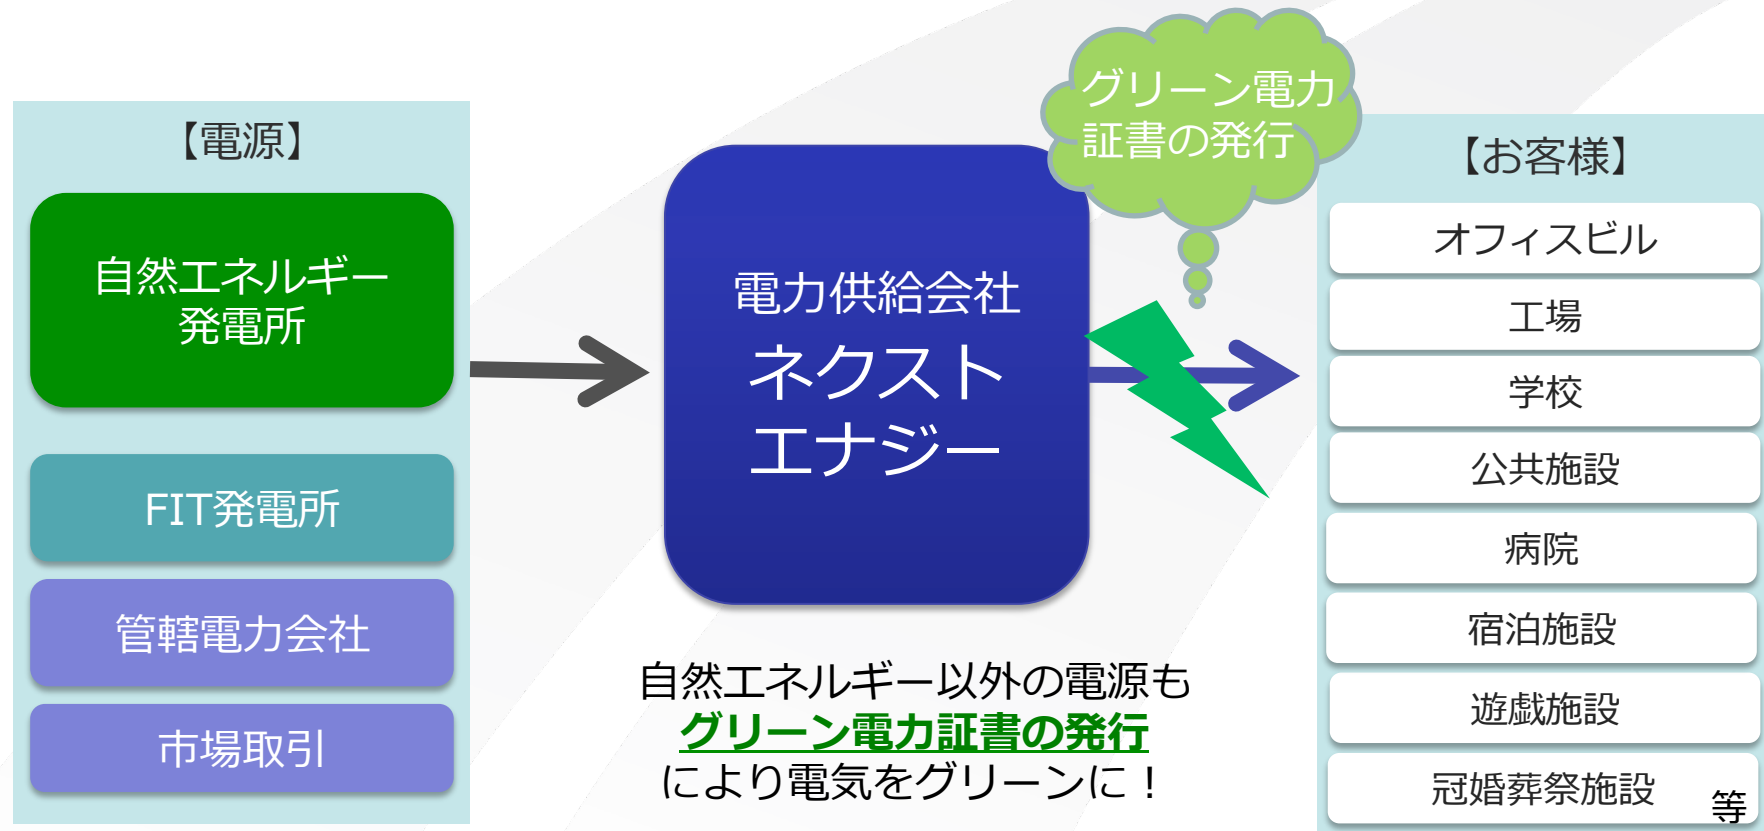 【電源】
自然エネルギー
発電所
FIT発電所
管轄電力会社
市場取引
電力供給会社
ネクスト
エナジー
グリーン電力
証書の発行
自然エネルギー以外の電源も
グリーン電力証書の発行
により電気をグリーンに！
【お客様】
オフィスビル
工場
学校
公共施設
病院
宿泊施設
遊戯施設
冠婚葬祭施設
等